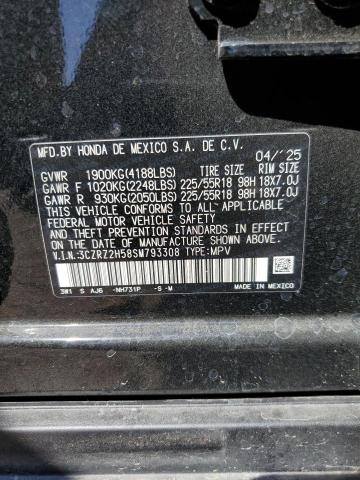 MFD.BY HONDA DE MEXICO S.A. DE C.V.
04/'25
GVWR 1900KG(4188LBS) TIRE SIZE RIM SIZE
GAWR F 1020KG(2248LBS) 225/55R18 98H 18X7.0J
GAWR R 930KG(2050LBS) 225/55R18 98H 18X7.0J
THIS VEHICLE CONFORMS TO ALL APPLICABLE
FEDERAL MOTOR VEHICLE SAFETY AND
THEFT PREVENTION STANDARDS IN EFFECT ON
THE DATE OF MANUFACTURE SHOWN ABOVE.
V.I.N.:3CZRZ2H58SM793308 TYPE:MPV
3W1 S AJ6 -NH731P -S -M
MADE IN MEXICO